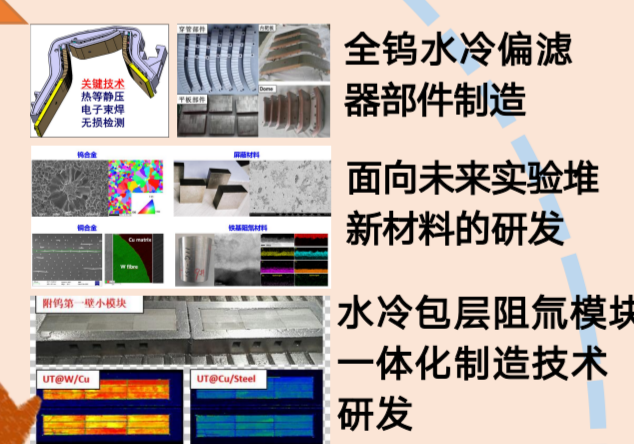 关键技术
热等静压
电子束焊
无损检测
穿管部件
内靶板
平板部件
Dome
全钨水冷偏滤
器部件制造
钨合金
屏蔽材料
铜合金
铁基阻氚材料
Cu matrix
W fibre
面向未来实验堆
新材料的研发
附钨第一壁小模块
UT@W/Cu
UT@Cu/Steel
水冷包层阻氚模块
一体化制造技术
研发